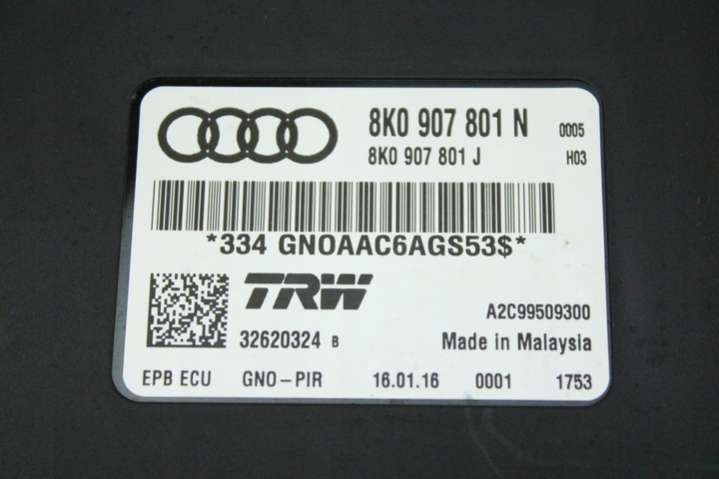 8K0 907 801 N 0005
8K0 907 801 J H03
*334 GNOAAC6AGS53$*
TRW
A2C99509300
32620324 B Made in Malaysia
EPB ECU GNO-PIR 16.01.16 0001 1753